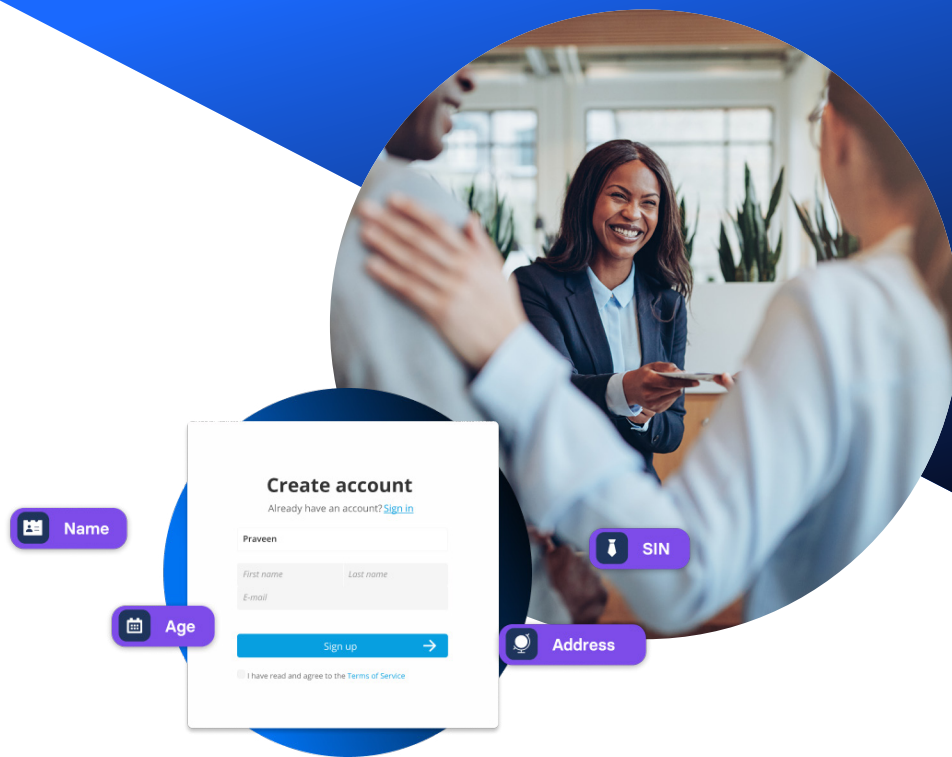 Create account
Already have an account? Sign in
Praveen
First name Last name
E-mail
Sign up
I have read and agree to the Terms of Service
Name
Age
SIN
Address